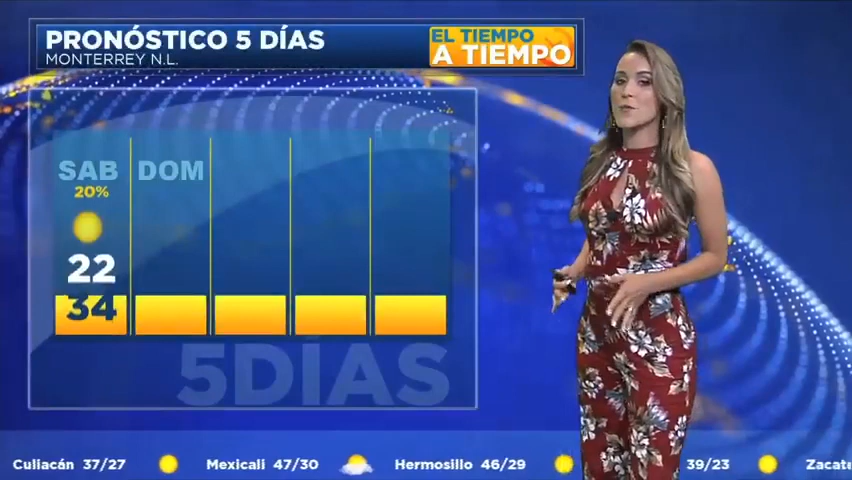 PRONÓSTICO 5 DÍAS
MONTERREY N.L.
EL TIEMPO
A TIEMPO
SAB DOM
20%
22
34
5DÍAS
Culiacán 37/27 Mexicali 47/30 Hermosillo 46/29 39/23